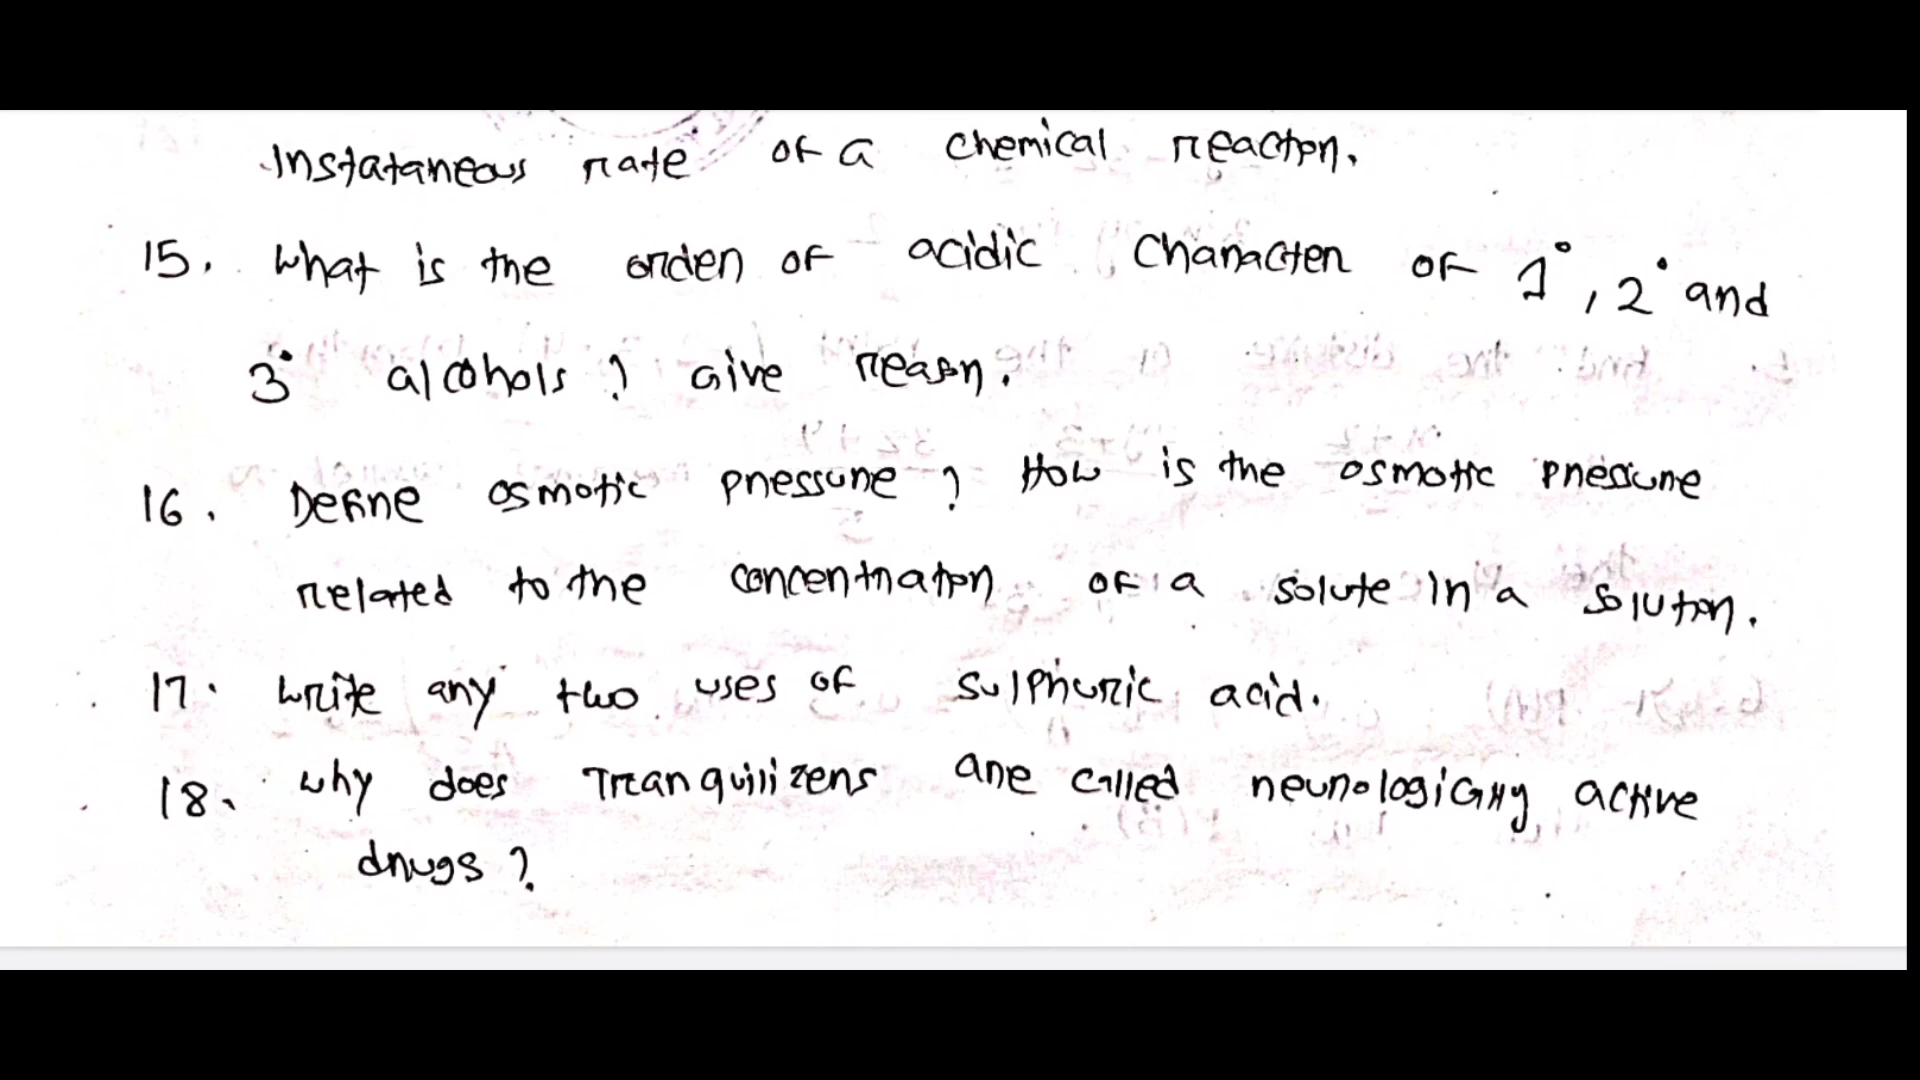 Instataneous rate of a chemical reaction.
15. What is the order of acidic character of 1°, 2° and
3° alcohols? Give reason.
16. Define osmotic pressure? How is the osmotic pressure
related to the concentration of a solute in a solution.
17. Write any two uses of sulphuric acid.
18. Why does Tranquilizers are called neurologically active
drugs?